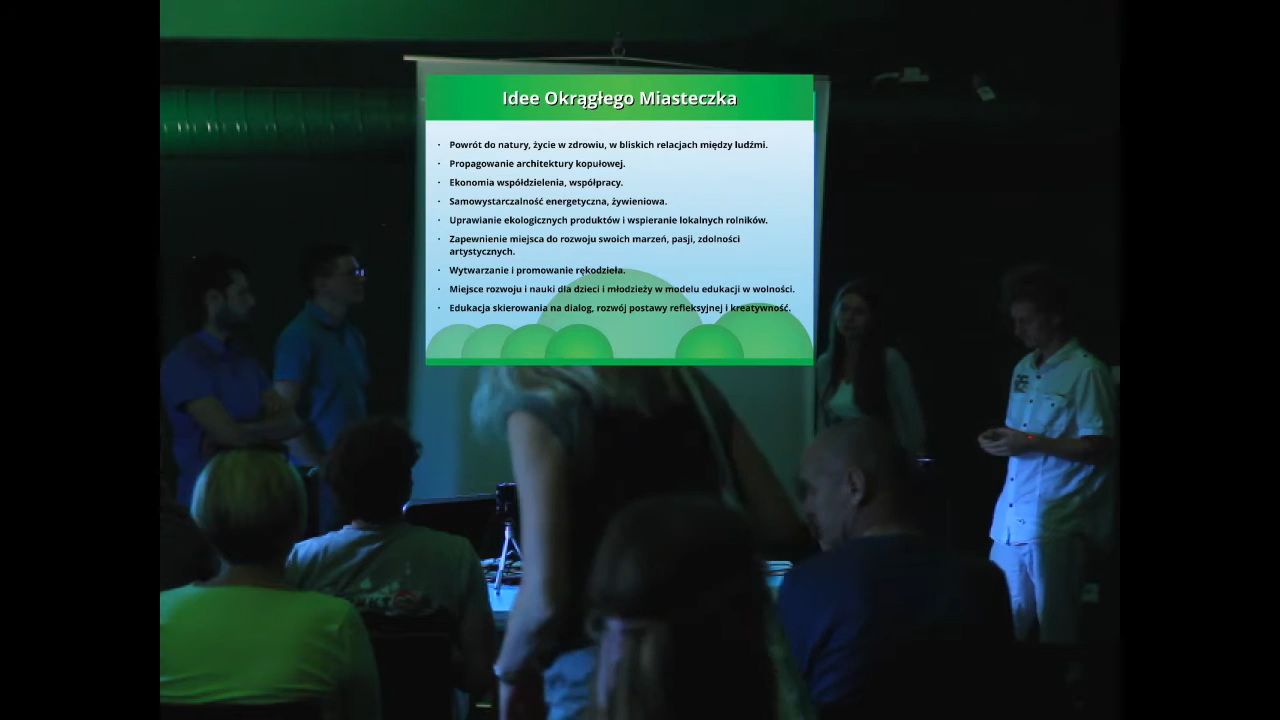 Idee Okrągłego Miasteczka
· Powrót do natury, życie w zdrowiu, w bliskich relacjach między ludźmi.
· Propagowanie architektury kopułowej.
· Ekonomia współdzielenia, współpracy.
· Samowystarczalność energetyczna, żywieniowa.
· Uprawianie ekologicznych produktów i wspieranie lokalnych rolników.
· Zapewnienie miejsca do rozwoju swoich marzeń, pasji, zdolności
artystycznych.
· Wytwarzanie i promowanie rękodzieła.
· Miejsce rozwoju i nauki dla dzieci i młodzieży w modelu edukacji w wolności.
· Edukacja skierowania na dialog, rozwój postawy refleksyjnej i kreatywność.